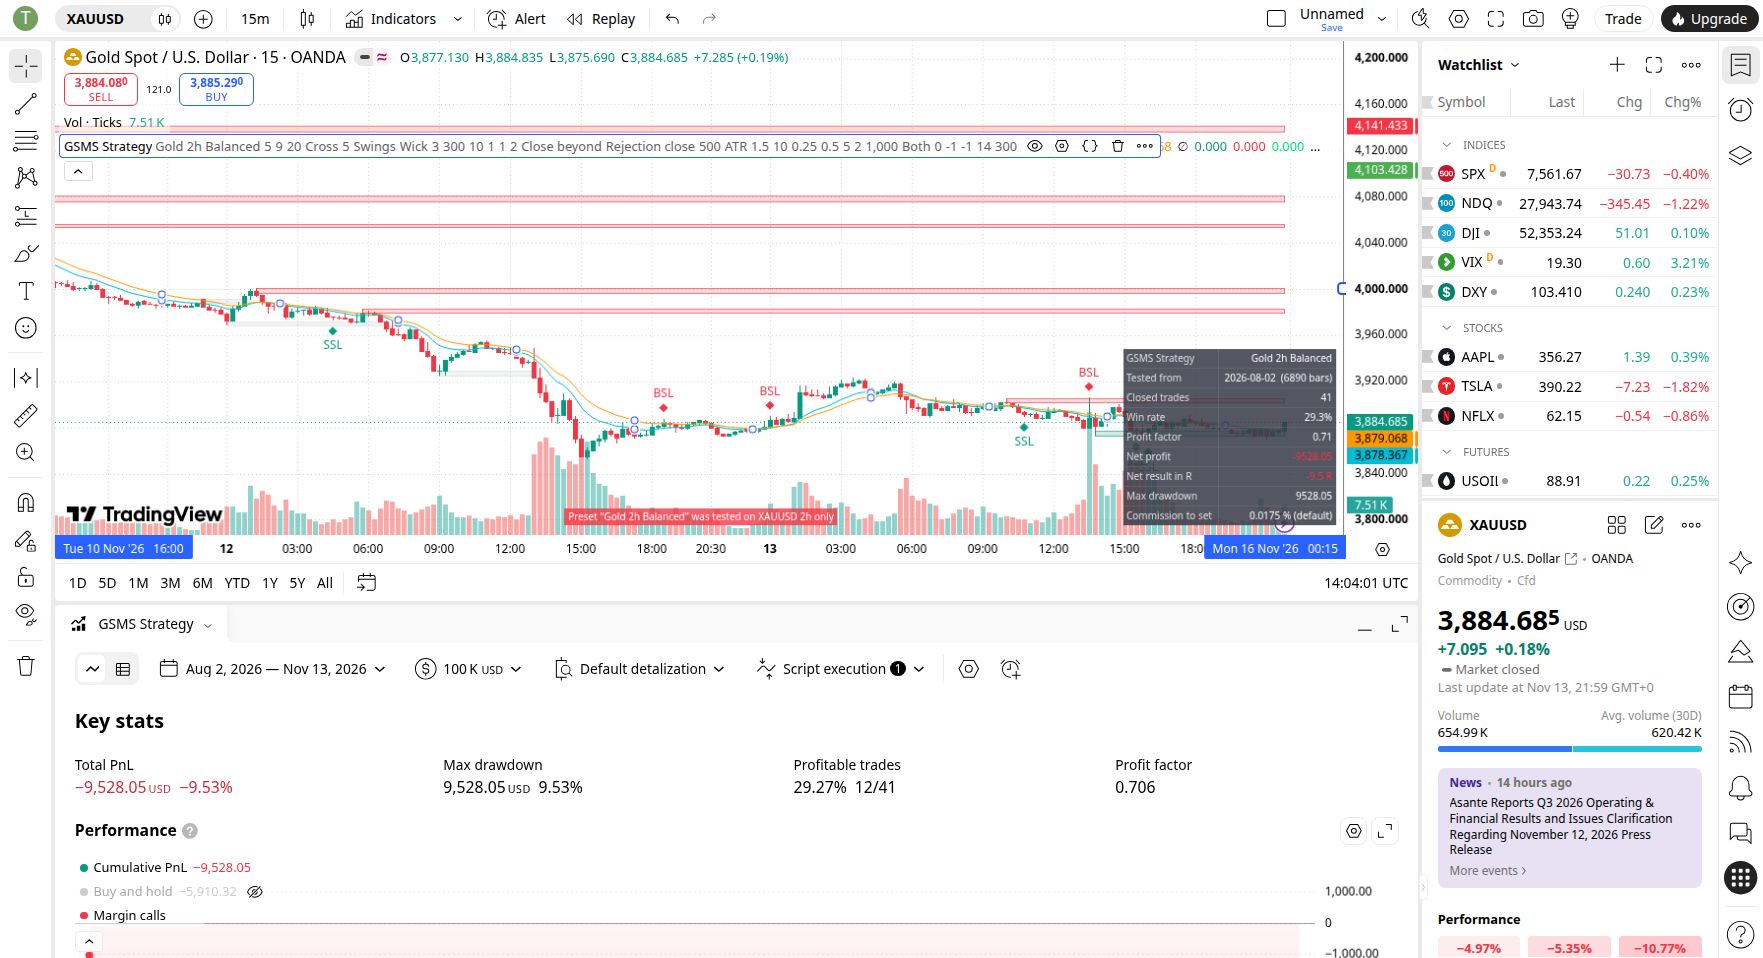 T XAUUSD 15m Indicators Alert Replay Unnamed Save Trade Upgrade
Gold Spot / U.S. Dollar · 15 · OANDA O3,877.130 H3,884.835 L3,875.690 C3,884.685 +7.285 (+0.19%)
3,884.080 SELL 121.0 3,885.290 BUY
Vol · Ticks 7.51 K
GSMS Strategy Gold 2h Balanced 5 9 20 Cross 5 Swings Wick 3 300 10 1 1 2 Close beyond Rejection close 500 ATR 1.5 10 0.25 0.5 5 2 1,000 Both 0 -1 -1 14 300 ∅ 0.000 0.000 0.000 ...
4,200.000
4,160.000
4,141.433
4,120.000
4,103.428
4,080.000
4,040.000
4,000.000
3,960.000
3,920.000
3,884.685
3,879.068
3,878.367
3,840.000
7.51 K
3,800.000
SSL
BSL
BSL
SSL
BSL
GSMS Strategy Gold 2h Balanced
Tested from 2026-08-02 (6890 bars)
Closed trades 41
Win rate 29.3%
Profit factor 0.71
Net profit -9528.05
Net result in R -9.5 R
Max drawdown 9528.05
Commission to set 0.0175 % (default)
TradingView
Preset "Gold 2h Balanced" was tested on XAUUSD 2h only
Tue 10 Nov '26 16:00 12 03:00 06:00 09:00 12:00 15:00 18:00 20:30 13 03:00 06:00 09:00 12:00 15:00 18:0 Mon 16 Nov '26 00:15
1D 5D 1M 3M 6M YTD 1Y 5Y All 14:04:01 UTC
GSMS Strategy
Aug 2, 2026 — Nov 13, 2026 100 K USD Default detalization Script execution 1
Key stats
Total PnL Max drawdown Profitable trades Profit factor
−9,528.05 USD −9.53% 9,528.05 USD 9.53% 29.27% 12/41 0.706
Performance
Cumulative PnL −9,528.05
Buy and hold −5,910.32
Margin calls
1,000.00
0
−1,000.00
Watchlist
Symbol Last Chg Chg%
INDICES
500 SPX D 7,561.67 −30.73 −0.40%
100 NDQ 27,943.74 −345.45 −1.22%
30 DJI 52,353.24 51.01 0.10%
VIX D 19.30 0.60 3.21%
DXY 103.410 0.240 0.23%
STOCKS
AAPL 356.27 1.39 0.39%
TSLA 390.22 −7.23 −1.82%
NFLX 62.15 −0.54 −0.86%
FUTURES
USOIL 88.91 0.22 0.25%
XAUUSD
Gold Spot / U.S. Dollar · OANDA
Commodity · Cfd
3,884.685 USD
+7.095 +0.18%
Market closed
Last update at Nov 13, 21:59 GMT+0
Volume Avg. volume (30D)
654.99 K 620.42 K
News · 14 hours ago
Asante Reports Q3 2026 Operating &
Financial Results and Issues Clarification
Regarding November 12, 2026 Press
Release
More events
Performance
−4.97% −5.35% −10.77%